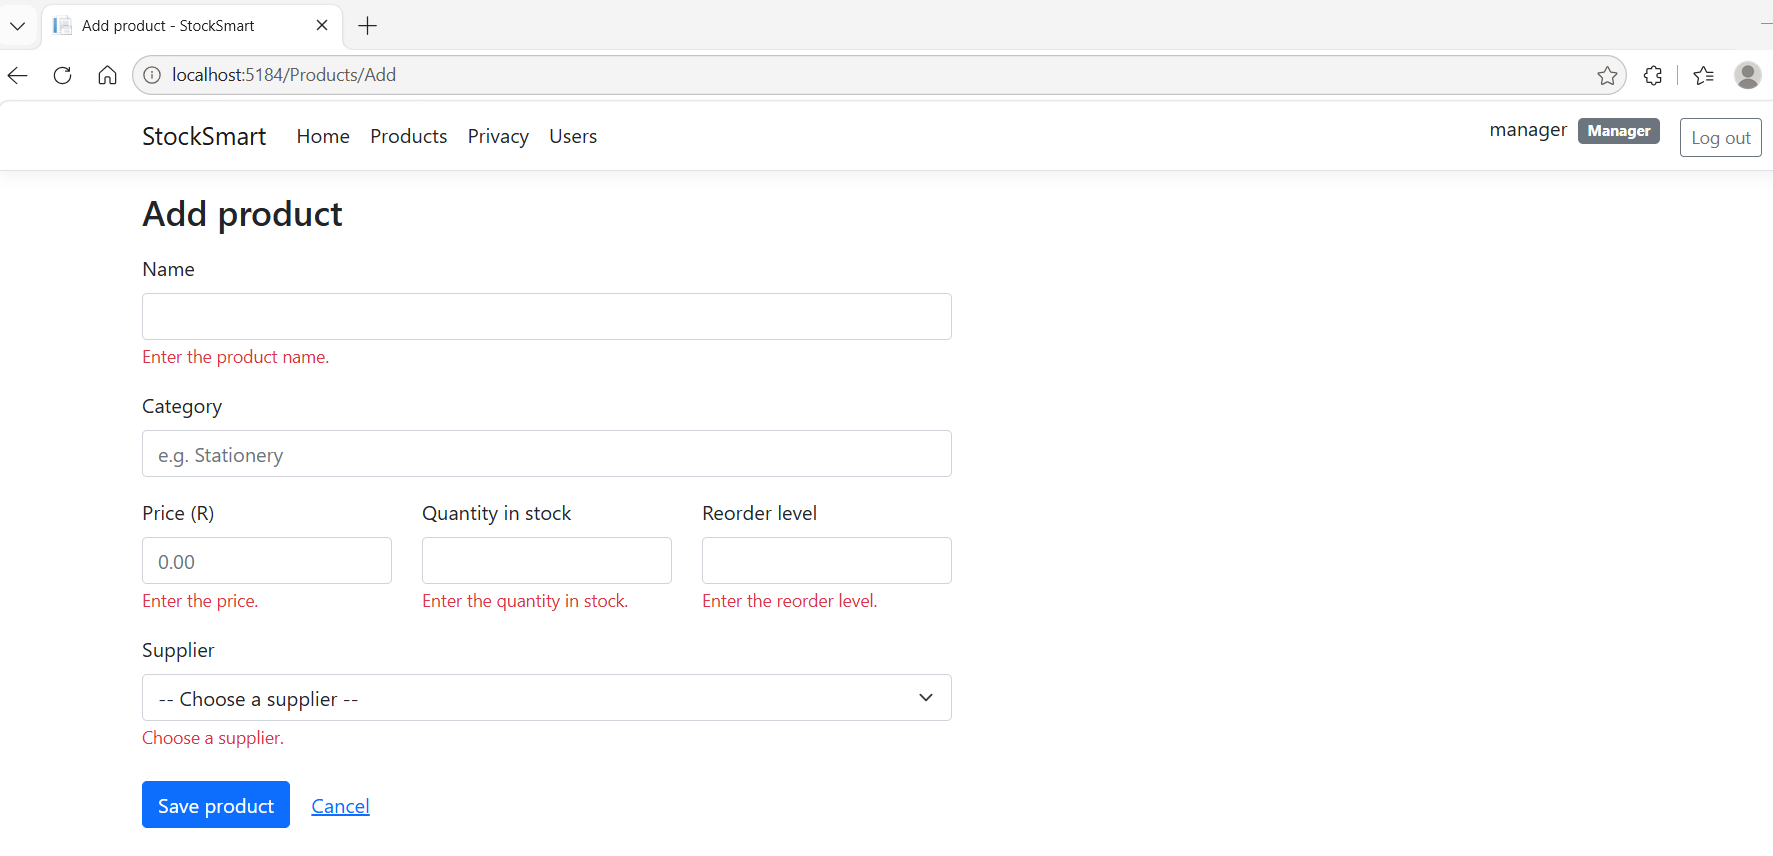 Add product - StockSmart
localhost:5184/Products/Add
StockSmart Home Products Privacy Users manager Manager Log out
Add product
Name
Enter the product name.
Category
e.g. Stationery
Price (R) Quantity in stock Reorder level
0.00
Enter the price. Enter the quantity in stock. Enter the reorder level.
Supplier
-- Choose a supplier --
Choose a supplier.
Save product Cancel